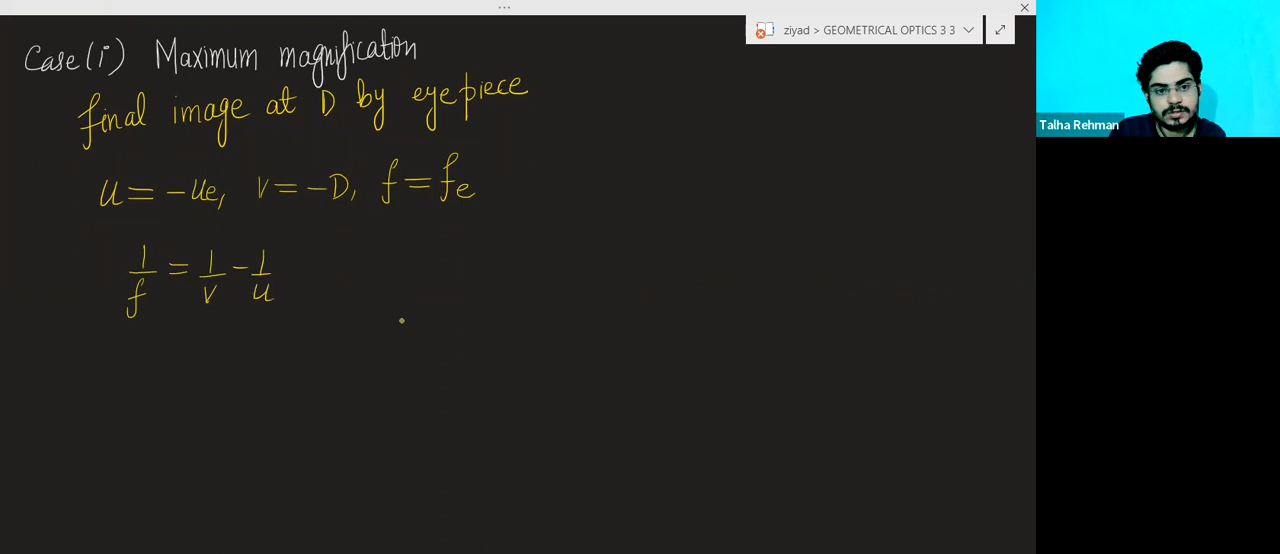 ziyad > GEOMETRICAL OPTICS 3 3
Case (i) Maximum magnification
final image at D by eyepiece
u = -ue, v = -D, f = fe
1/f = 1/v - 1/u
Talha Rehman